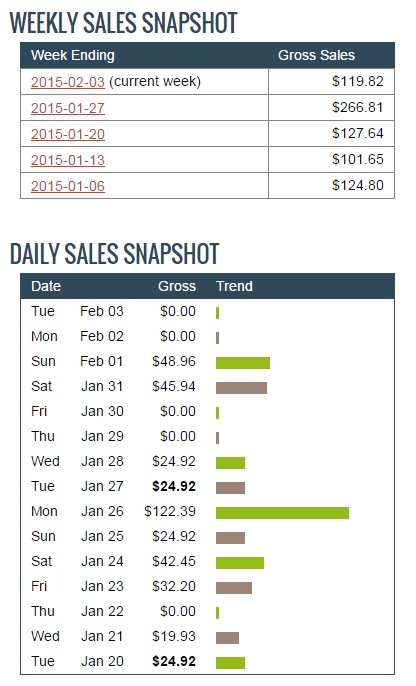 WEEKLY SALES SNAPSHOT
Week Ending Gross Sales
2015-02-03 (current week) $119.82
2015-01-27 $266.81
2015-01-20 $127.64
2015-01-13 $101.65
2015-01-06 $124.80
DAILY SALES SNAPSHOT
Date Gross Trend
Tue Feb 03 $0.00
Mon Feb 02 $0.00
Sun Feb 01 $48.96
Sat Jan 31 $45.94
Fri Jan 30 $0.00
Thu Jan 29 $0.00
Wed Jan 28 $24.92
Tue Jan 27 $24.92
Mon Jan 26 $122.39
Sun Jan 25 $24.92
Sat Jan 24 $42.45
Fri Jan 23 $32.20
Thu Jan 22 $0.00
Wed Jan 21 $19.93
Tue Jan 20 $24.92